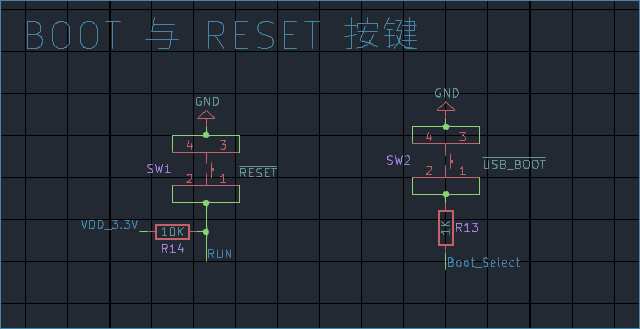 BOOT 与 RESET 按键
GND
4 3
SW1
2 1
RESET
VDD_3.3V
10K
R14
RUN
GND
4 3
SW2
2 1
USB_BOOT
1K
R13
Boot_Select